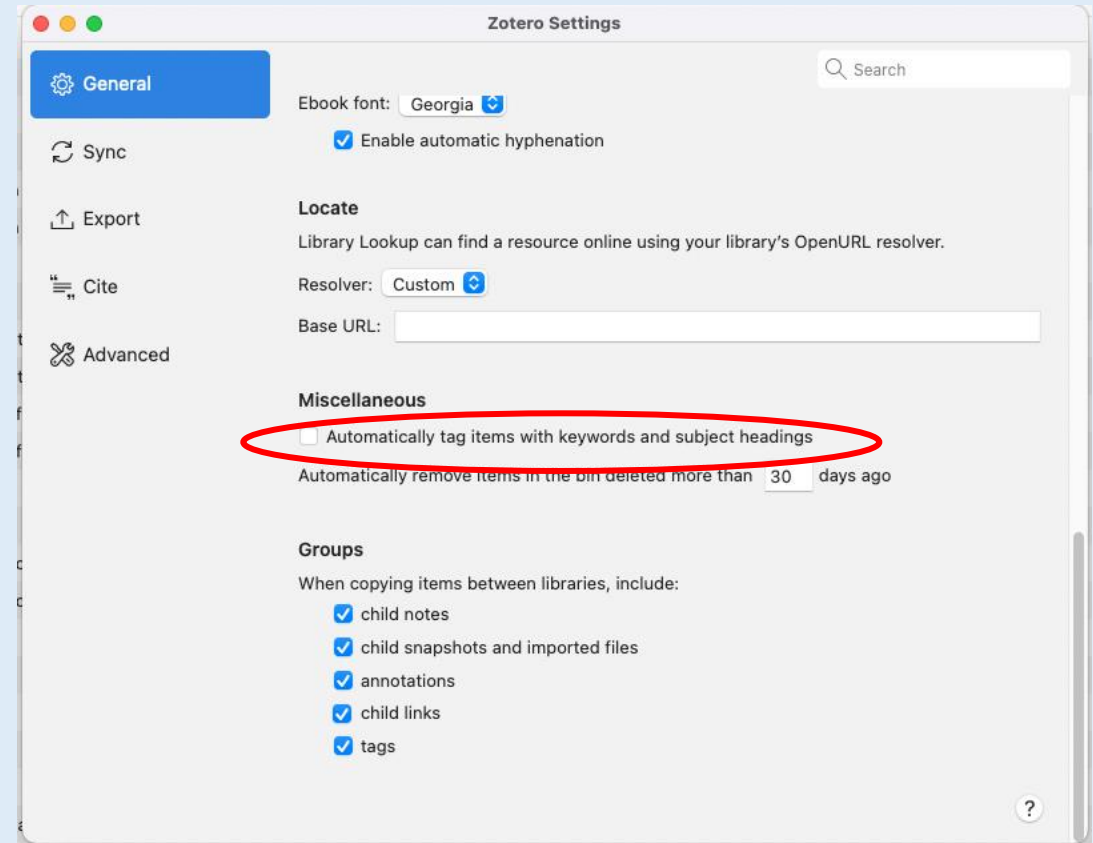 Zotero Settings
General
Sync
Export
Cite
Advanced
Search
Ebook font: Georgia
Enable automatic hyphenation
Locate
Library Lookup can find a resource online using your library's OpenURL resolver.
Resolver: Custom
Base URL:
Miscellaneous
Automatically tag items with keywords and subject headings
Automatically remove items in the bin deleted more than 30 days ago
Groups
When copying items between libraries, include:
child notes
child snapshots and imported files
annotations
child links
tags
?